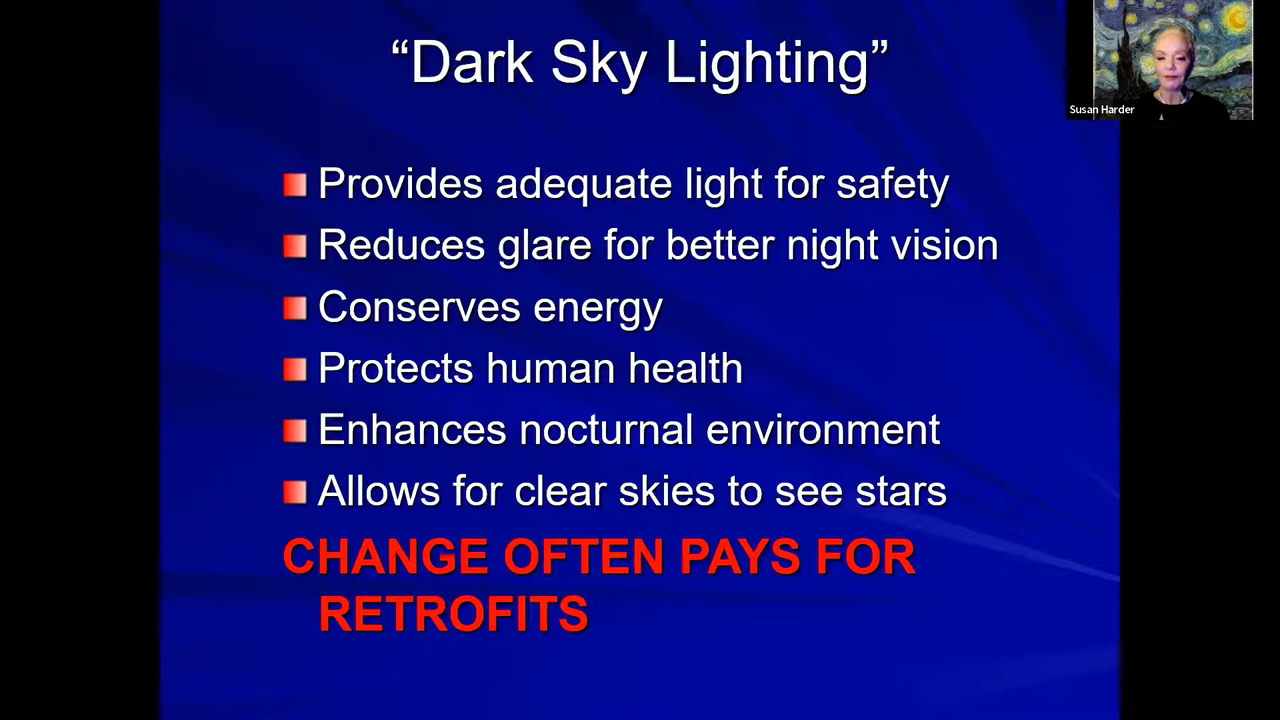 “Dark Sky Lighting”
Susan Harder
Provides adequate light for safety
Reduces glare for better night vision
Conserves energy
Protects human health
Enhances nocturnal environment
Allows for clear skies to see stars
CHANGE OFTEN PAYS FOR
RETROFITS